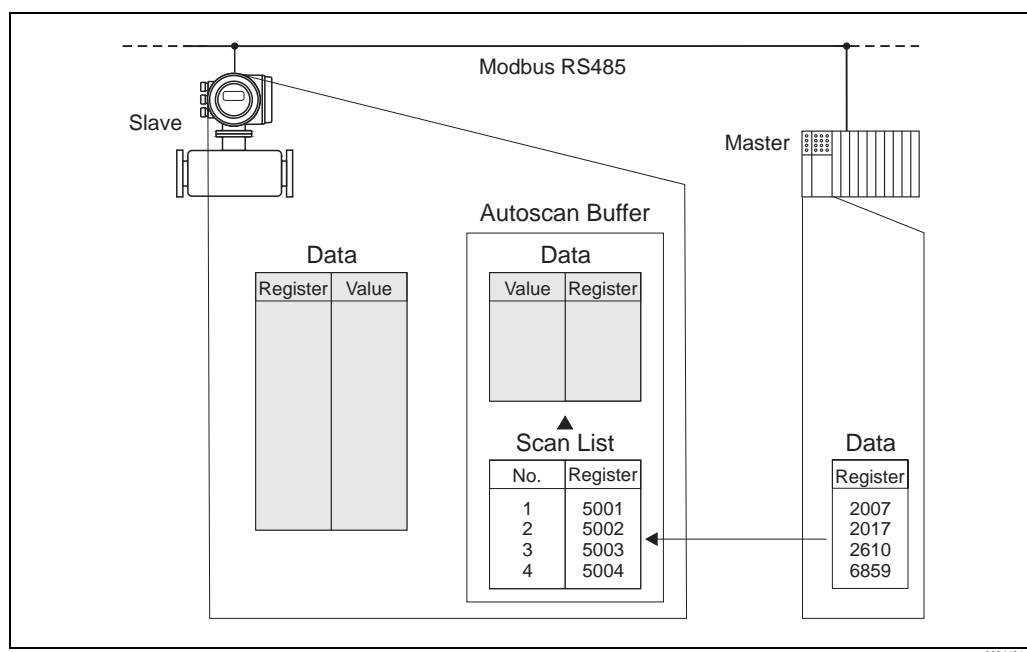 Modbus RS485
Slave
Master
Autoscan Buffer
Data
Register Value
Data
Value Register
Scan List
No. Register
1 5001
2 5002
3 5003
4 5004
Data
Register
2007
2017
2610
6859